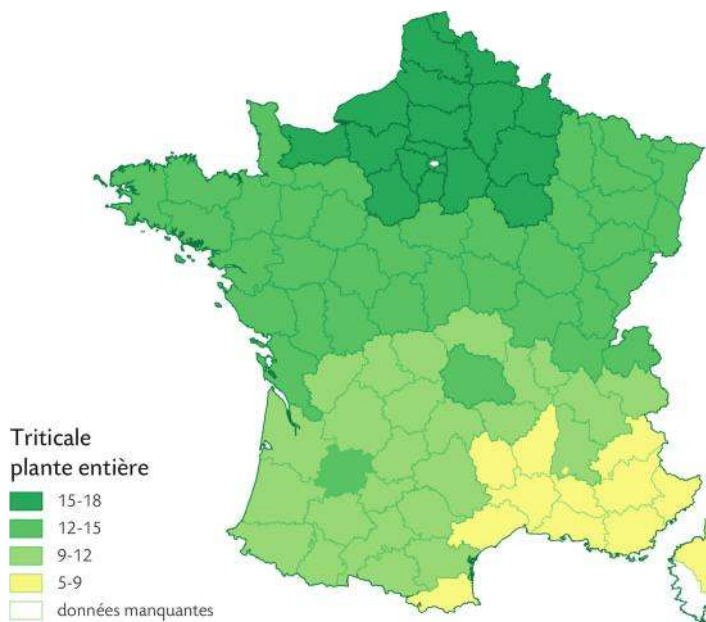 Triticale
plante entière
15-18
12-15
9-12
5-9
données manquantes